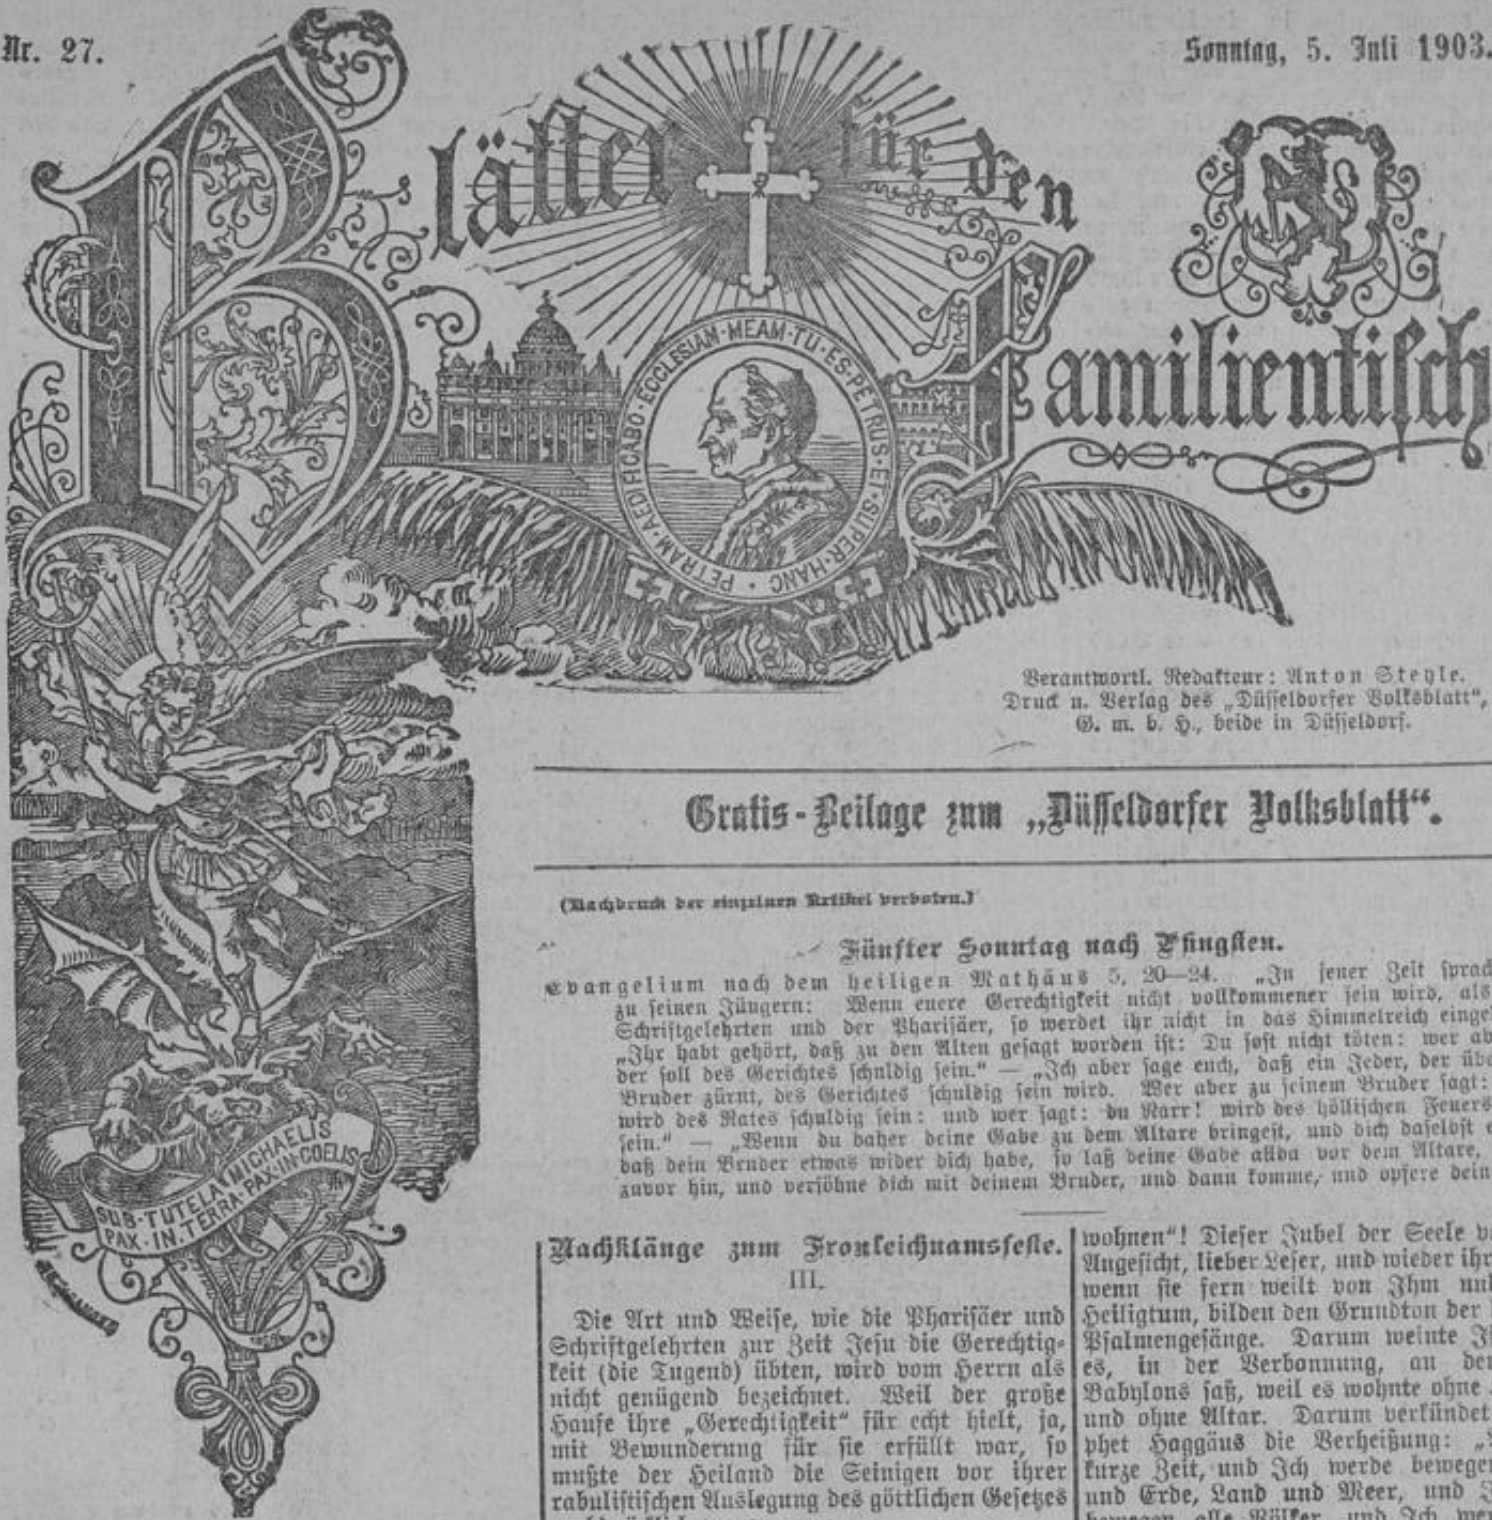 Nr. 27.
Sonntag, 5. Juli 1903.
Blätter für den
Familientisch
PETRAM·AEDIFICABO·ECCLESIAM·MEAM·TU·ES·PETRUS·ET·SUPER·HANC
Verantwortl. Redakteur: Anton Stehle.
Druck u. Verlag des „Düsseldorfer Volksblatt“,
G. m. b. H., beide in Düsseldorf.
Gratis-Beilage zum „Düsseldorfer Volksblatt“.
(Nachdruck der einzelnen Artikel verboten.)
Fünfter Sonntag nach Pfingsten.
Evangelium nach dem heiligen Mathäus 5, 20—24. „In jener Zeit sprach
zu seinen Jüngern: Wenn euere Gerechtigkeit nicht vollkommener sein wird, als
Schriftgelehrten und der Pharisäer, so werdet ihr nicht in das Himmelreich eingeh
„Ihr habt gehört, daß zu den Alten gesagt worden ist: Du sost nicht töten: wer ab
der soll des Gerichtes schuldig sein.“ — „Ich aber sage euch, daß ein Jeder, der übe
Bruder zürnt, des Gerichtes schuldig sein wird. Wer aber zu seinem Bruder sagt:
wird des Rates schuldig sein: und wer sagt: du Narr! wird des höllischen Feuers
sein.“ — „Wenn du daher deine Gabe zu dem Altare bringest, und dich daselbst e
daß dein Bruder etwas wider dich habe, so laß deine Gabe allda vor dem Altare,
zuvor hin, und versöhne dich mit deinem Bruder, und dann komme, und opfere dein
SUB·TUTELA MICHAELIS
PAX·IN·TERRA·PAX·IN·COELIS
Nachklänge zum Fronleichnamsfeste.
III.
Die Art und Weise, wie die Pharisäer und
Schriftgelehrten zur Zeit Jesu die Gerechtig-
keit (die Tugend) übten, wird vom Herrn als
nicht genügend bezeichnet. Weil der große
Haufe ihre „Gerechtigkeit“ für echt hielt, ja,
mit Bewunderung für sie erfüllt war, so
mußte der Heiland die Seinigen vor ihrer
rabulistischen Auslegung des göttlichen Gesetzes
wohnen“! Dieser Jubel der Seele v
Angesicht, lieber Leser, und wieder ihr
wenn sie fern weilt von Ihm und
Heiligtum, bilden den Grundton der
Psalmengesänge. Darum weinte J
es, in der Verbannung, an de
Babylons saß, weil es wohnte ohne
und ohne Altar. Darum verkündet
phet Haggäus die Verheißung:
kurze Zeit, und Ich werde bewege
und Erde, Land und Meer, und
bewegen alle Völker, und Ich